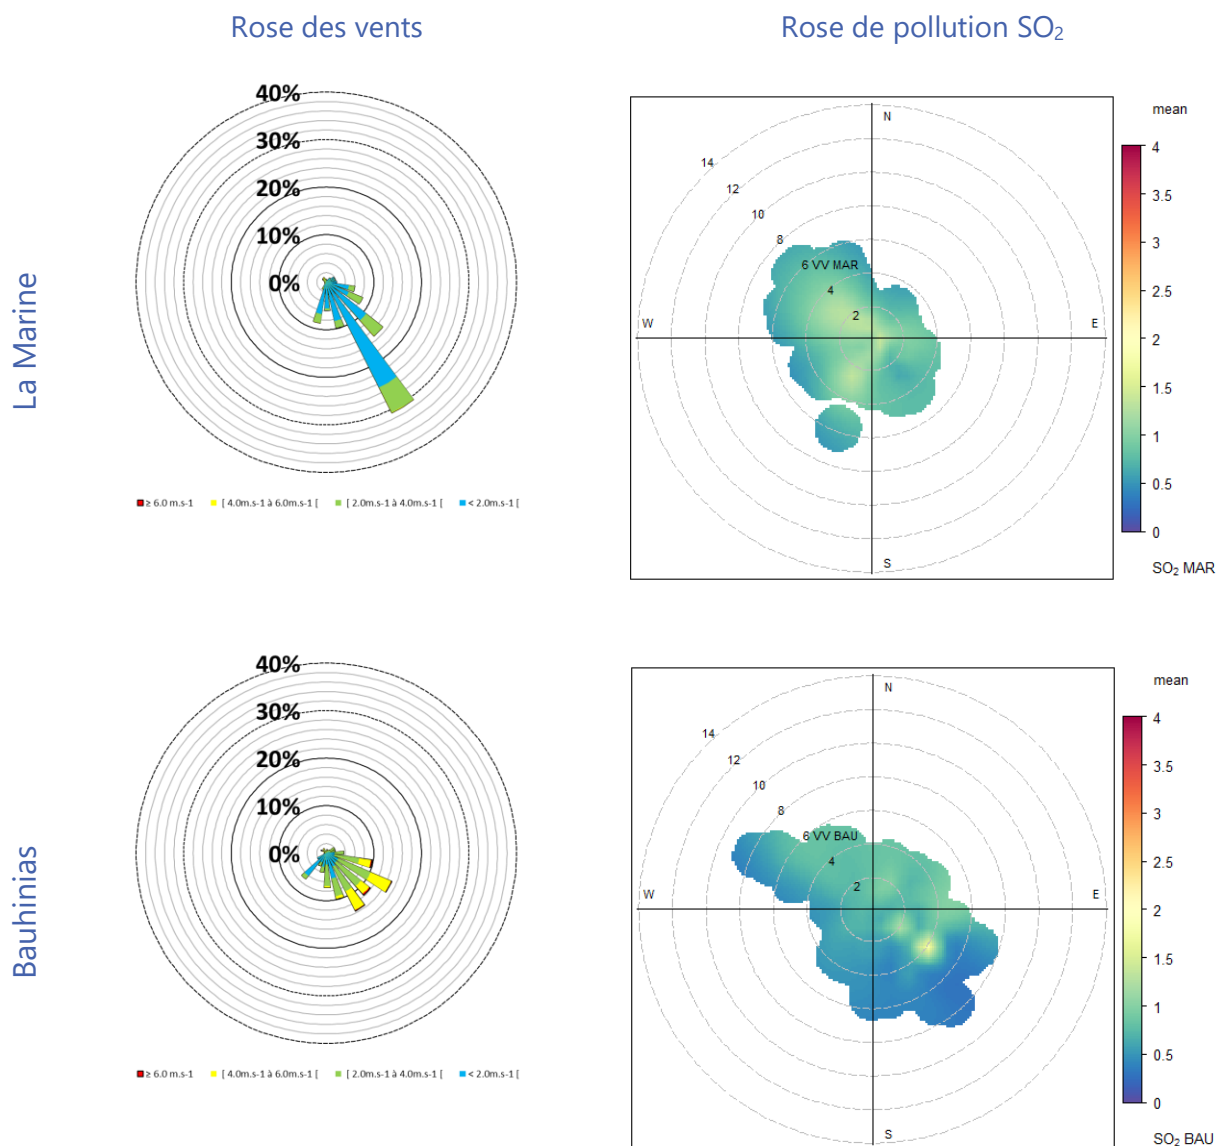 Rose des vents
Rose de pollution SO₂
La Marine
40%
30%
20%
10%
0%
■ ≥ 6.0 m.s-1 ■ [ 4.0m.s-1 à 6.0m.s-1 [ ■ [ 2.0m.s-1 à 4.0m.s-1 [ ■ < 2.0m.s-1 [
N
14
12
10
8
6 VV MAR
4
2
W
E
S
mean
4
3.5
3
2.5
2
1.5
1
0.5
0
SO₂ MAR
Bauhinias
40%
30%
20%
10%
0%
■ ≥ 6.0 m.s-1 ■ [ 4.0m.s-1 à 6.0m.s-1 [ ■ [ 2.0m.s-1 à 4.0m.s-1 [ ■ < 2.0m.s-1 [
N
14
12
10
8
6 VV BAU
4
2
W
E
S
mean
4
3.5
3
2.5
2
1.5
1
0.5
0
SO₂ BAU